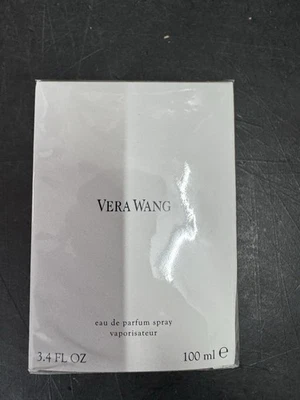 VERA WANG
eau de parfum spray
vaporisateur
3.4 FL OZ 100 ml ℮